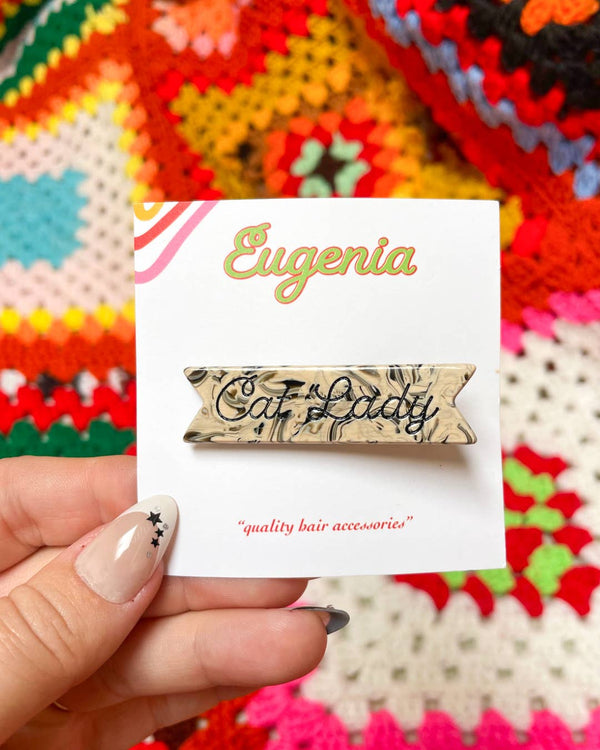 Eugenia
Cat Lady
"quality hair accessories"